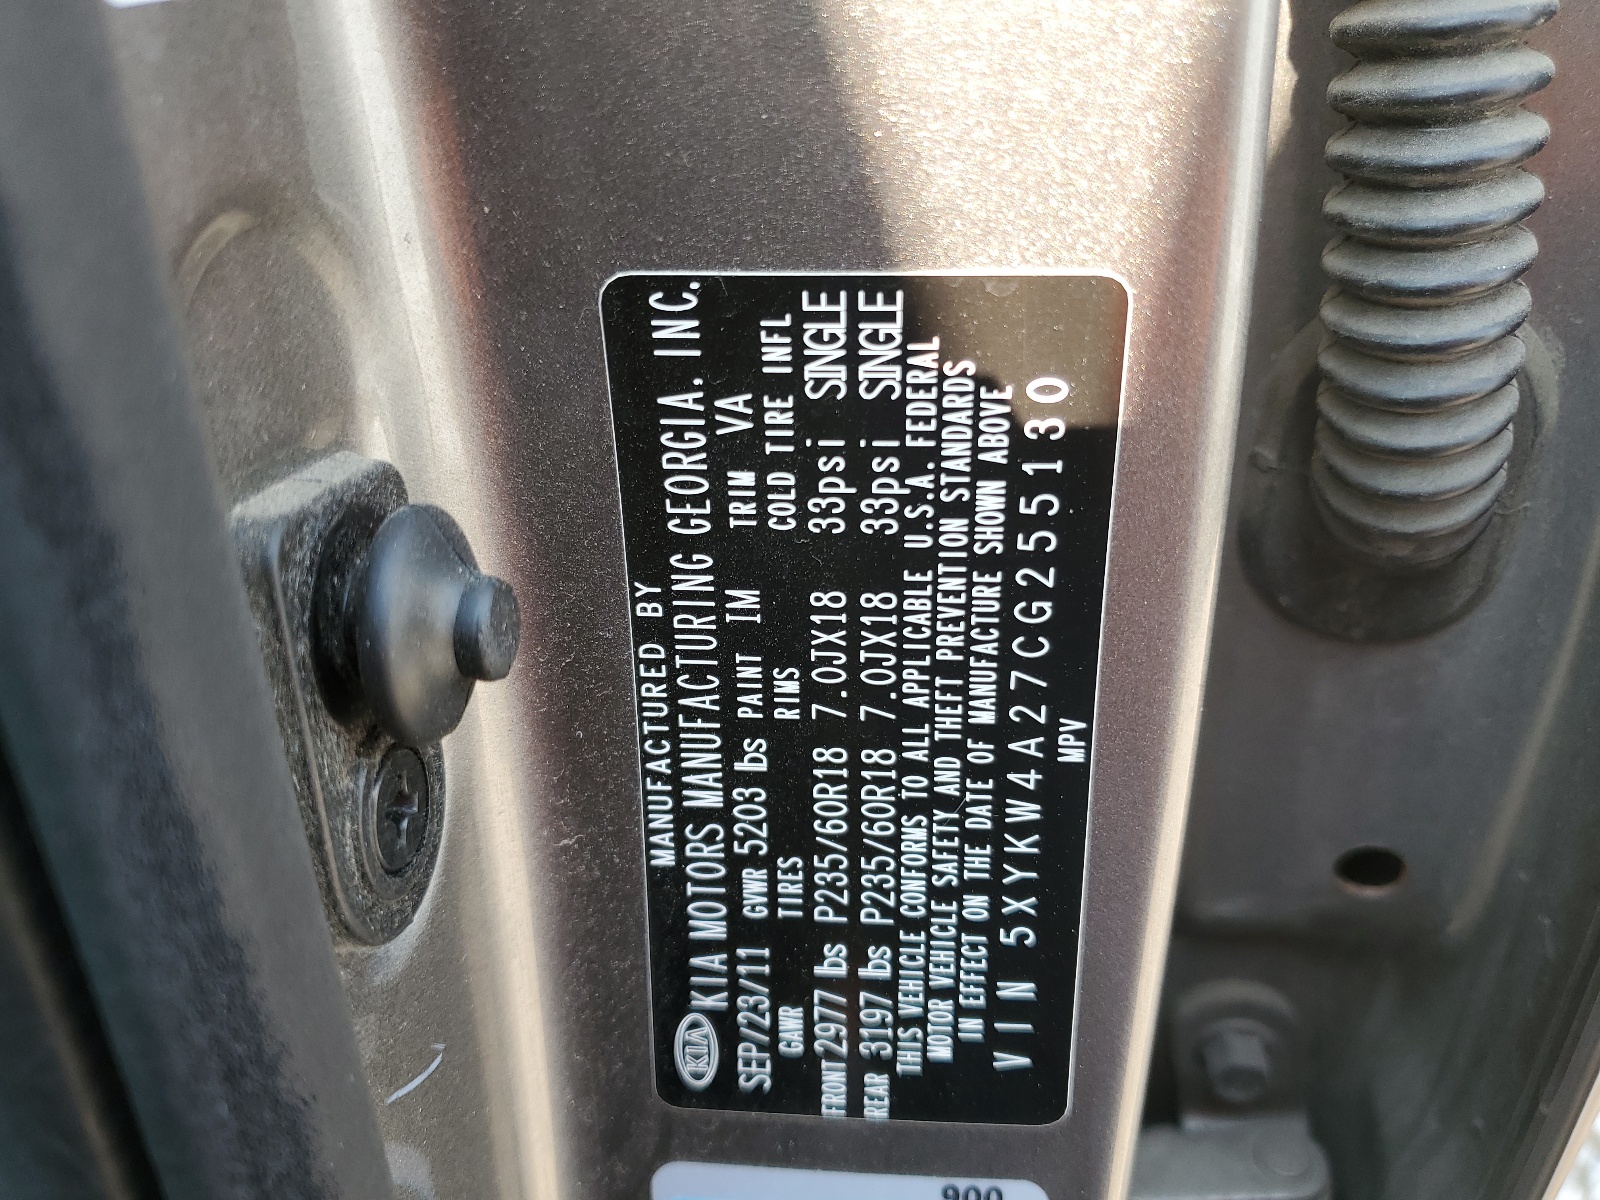 MANUFACTURED BY
KIA KIA MOTORS MANUFACTURING GEORGIA, INC.
SEP/23/11 GVWR 5203 lbs PAINT IM TRIM VA
GAWR TIRES RIMS COLD TIRE INFL
FRONT 2977 lbs P235/60R18 7.0JX18 33psi SINGLE
REAR 3197 lbs P235/60R18 7.0JX18 33psi SINGLE
THIS VEHICLE CONFORMS TO ALL APPLICABLE U.S.A. FEDERAL
MOTOR VEHICLE SAFETY AND THEFT PREVENTION STANDARDS
IN EFFECT ON THE DATE OF MANUFACTURE SHOWN ABOVE
VIN 5XYKW4A27CG255130
MPV